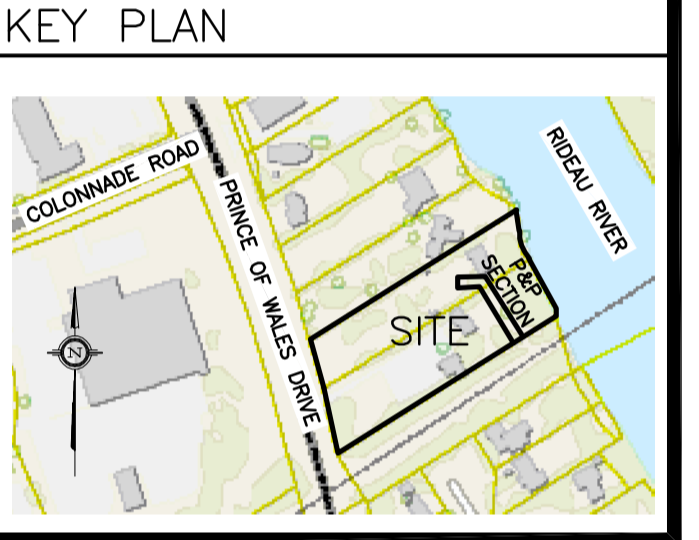 KEY PLAN
COLONNADE ROAD
PRINCE OF WALES DRIVE
RIDEAU RIVER
P&P
SECTION
SITE
N